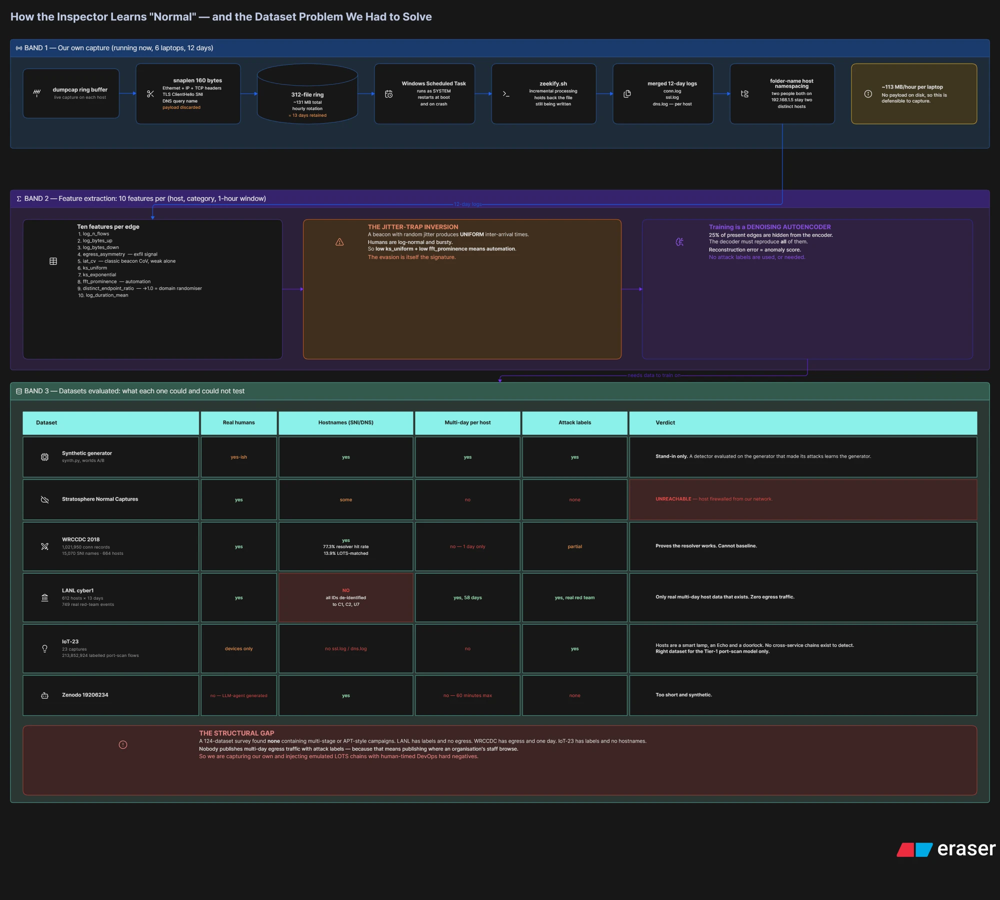 How the Inspector Learns "Normal" — and the Dataset Problem We Had to Solve
BAND 1 — Our own capture (running now, 6 laptops, 12 days)
dumpcap ring buffer
live capture on each host
snaplen 160 bytes
Ethernet + IP + TCP headers
TLS ClientHello SNI
DNS query name
payload discarded
312-file ring
~131 MB total
hourly rotation
= 13 days retained
Windows Scheduled Task
runs as SYSTEM
restarts at boot
and on crash
zeekify.sh
incremental processing
holds back the file
still being written
merged 12-day logs
conn.log
ssl.log
dns.log — per host
folder-name host
namespacing
two people both on
192.168.1.5 stay two
distinct hosts
~113 MB/hour per laptop
No payload on disk, so this is
defensible to capture.
BAND 2 — Feature extraction: 10 features per (host, category, 1-hour window)
12-day logs
Ten features per edge
1. log_n_flows
2. log_bytes_up
3. log_bytes_down
4. egress_asymmetry — exfil signal
5. iat_cv — classic beacon CoV, weak alone
6. ks_uniform
7. ks_exponential
8. fft_prominence — automation
9. distinct_endpoint_ratio — →1.0 = domain randomiser
10. log_duration_mean
THE JITTER-TRAP INVERSION
A beacon with random jitter produces UNIFORM inter-arrival times.
Humans are log-normal and bursty.
So low ks_uniform + low fft_prominence means automation.
The evasion is itself the signature.
Training is a DENOISING AUTOENCODER
25% of present edges are hidden from the encoder.
The decoder must reproduce all of them.
Reconstruction error = anomaly score.
No attack labels are used, or needed.
needs data to train on
BAND 3 — Datasets evaluated: what each one could and could not test
Dataset
Real humans
Hostnames (SNI/DNS)
Multi-day per host
Attack labels
Verdict
Synthetic generator
synth.py, worlds A/B
yes-ish
yes
yes
yes
Stand-in only. A detector evaluated on the generator that made its attacks learns the generator.
Stratosphere Normal Captures
yes
some
no
none
UNREACHABLE — host firewalled from our network.
WRCCDC 2018
1,021,950 conn records
15,070 SNI names · 664 hosts
yes
yes
77.3% resolver hit rate
13.9% LOTS-matched
no — 1 day only
partial
Proves the resolver works. Cannot baseline.
LANL cyber1
612 hosts × 13 days
749 real red-team events
yes
NO
all IDs de-identified
to C1, C2, U7
yes, 58 days
yes, real red team
Only real multi-day host data that exists. Zero egress traffic.
IoT-23
23 captures
213,852,924 labelled port-scan flows
devices only
no ssl.log / dns.log
no
yes
Hosts are a smart lamp, an Echo and a doorlock. No cross-service chains exist to detect.
Right dataset for the Tier-1 port-scan model only.
Zenodo 19206234
no — LLM-agent generated
yes
no — 60 minutes max
none
Too short and synthetic.
THE STRUCTURAL GAP
A 124-dataset survey found none containing multi-stage or APT-style campaigns. LANL has labels and no egress. WRCCDC has egress and one day. IoT-23 has labels and no hostnames.
Nobody publishes multi-day egress traffic with attack labels — because that means publishing where an organisation's staff browse.
So we are capturing our own and injecting emulated LOTS chains with human-timed DevOps hard negatives.
eraser